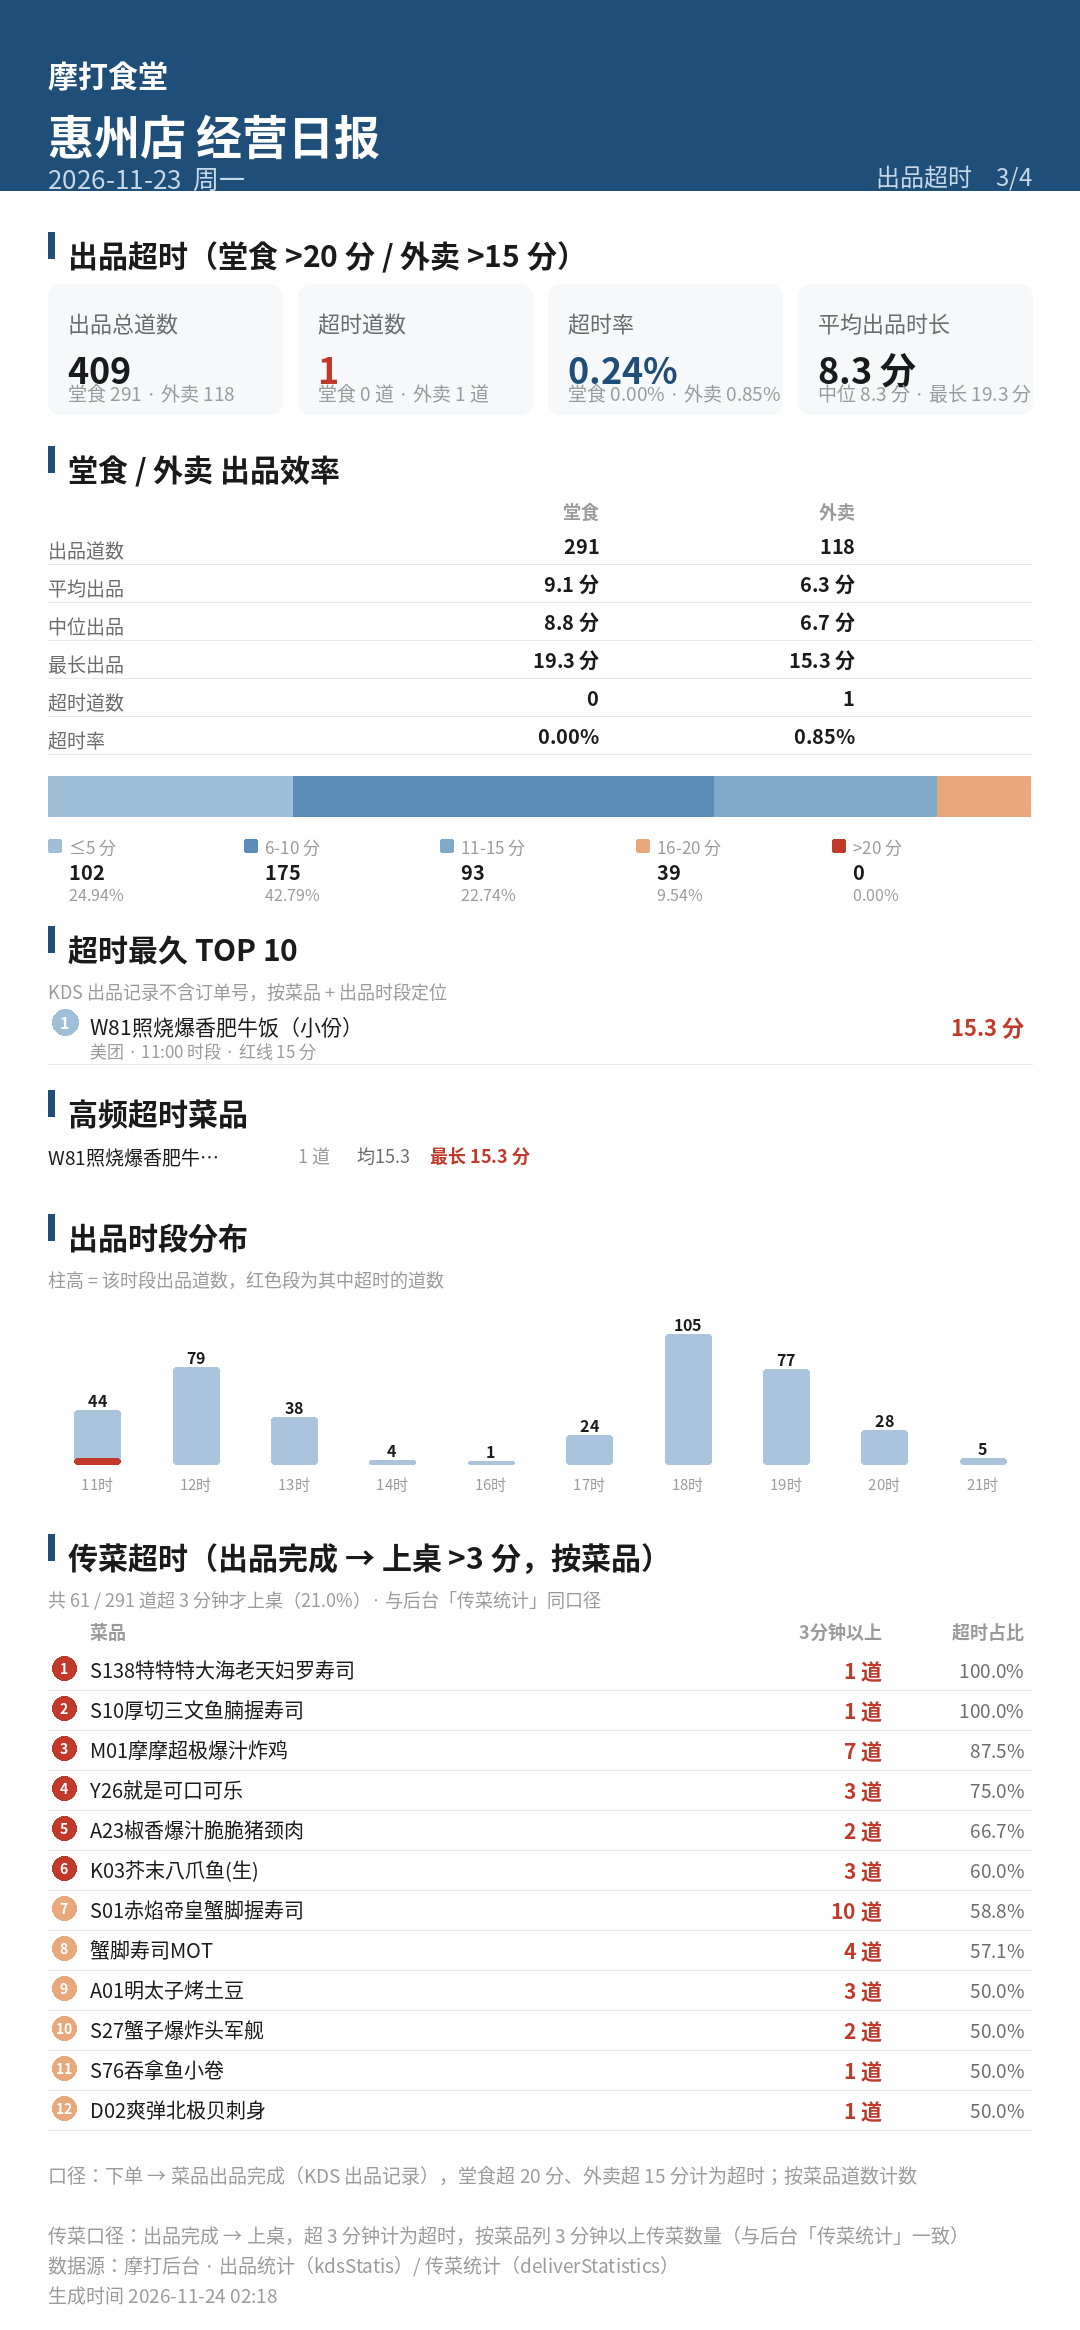 摩打食堂
惠州店 经营日报
2026-11-23 周一
出品超时 3/4
出品超时（堂食 >20 分 / 外卖 >15 分）
出品总道数 超时道数 超时率 平均出品时长
409 1 0.24% 8.3 分
堂食 291 · 外卖 118 堂食 0 道 · 外卖 1 道 堂食 0.00% · 外卖 0.85% 中位 8.3 分 · 最长 19.3 分
堂食 / 外卖 出品效率
堂食 外卖
出品道数 291 118
平均出品 9.1 分 6.3 分
中位出品 8.8 分 6.7 分
最长出品 19.3 分 15.3 分
超时道数 0 1
超时率 0.00% 0.85%
≤5 分 6-10 分 11-15 分 16-20 分 >20 分
102 175 93 39 0
24.94% 42.79% 22.74% 9.54% 0.00%
超时最久 TOP 10
KDS 出品记录不含订单号，按菜品 + 出品时段定位
1 W81照烧爆香肥牛饭（小份） 15.3 分
美团 · 11:00 时段 · 红线 15 分
高频超时菜品
W81照烧爆香肥牛… 1 道 均15.3 最长 15.3 分
出品时段分布
柱高 = 该时段出品道数，红色段为其中超时的道数
44 79 38 4 1 24 105 77 28 5
11时 12时 13时 14时 16时 17时 18时 19时 20时 21时
传菜超时（出品完成 → 上桌 >3 分，按菜品）
共 61 / 291 道超 3 分钟才上桌（21.0%）· 与后台「传菜统计」同口径
菜品 3分钟以上 超时占比
1 S138特特特大海老天妇罗寿司 1 道 100.0%
2 S10厚切三文鱼腩握寿司 1 道 100.0%
3 M01摩摩超极爆汁炸鸡 7 道 87.5%
4 Y26就是可口可乐 3 道 75.0%
5 A23椒香爆汁脆脆猪颈肉 2 道 66.7%
6 K03芥末八爪鱼(生) 3 道 60.0%
7 S01赤焰帝皇蟹脚握寿司 10 道 58.8%
8 蟹脚寿司MOT 4 道 57.1%
9 A01明太子烤土豆 3 道 50.0%
10 S27蟹子爆炸头军舰 2 道 50.0%
11 S76吞拿鱼小卷 1 道 50.0%
12 D02爽弹北极贝刺身 1 道 50.0%
口径：下单 → 菜品出品完成（KDS 出品记录），堂食超 20 分、外卖超 15 分计为超时；按菜品道数计数
传菜口径：出品完成 → 上桌，超 3 分钟计为超时，按菜品列 3 分钟以上传菜数量（与后台「传菜统计」一致）
数据源：摩打后台 · 出品统计（kdsStatis）/ 传菜统计（deliverStatistics）
生成时间 2026-11-24 02:18